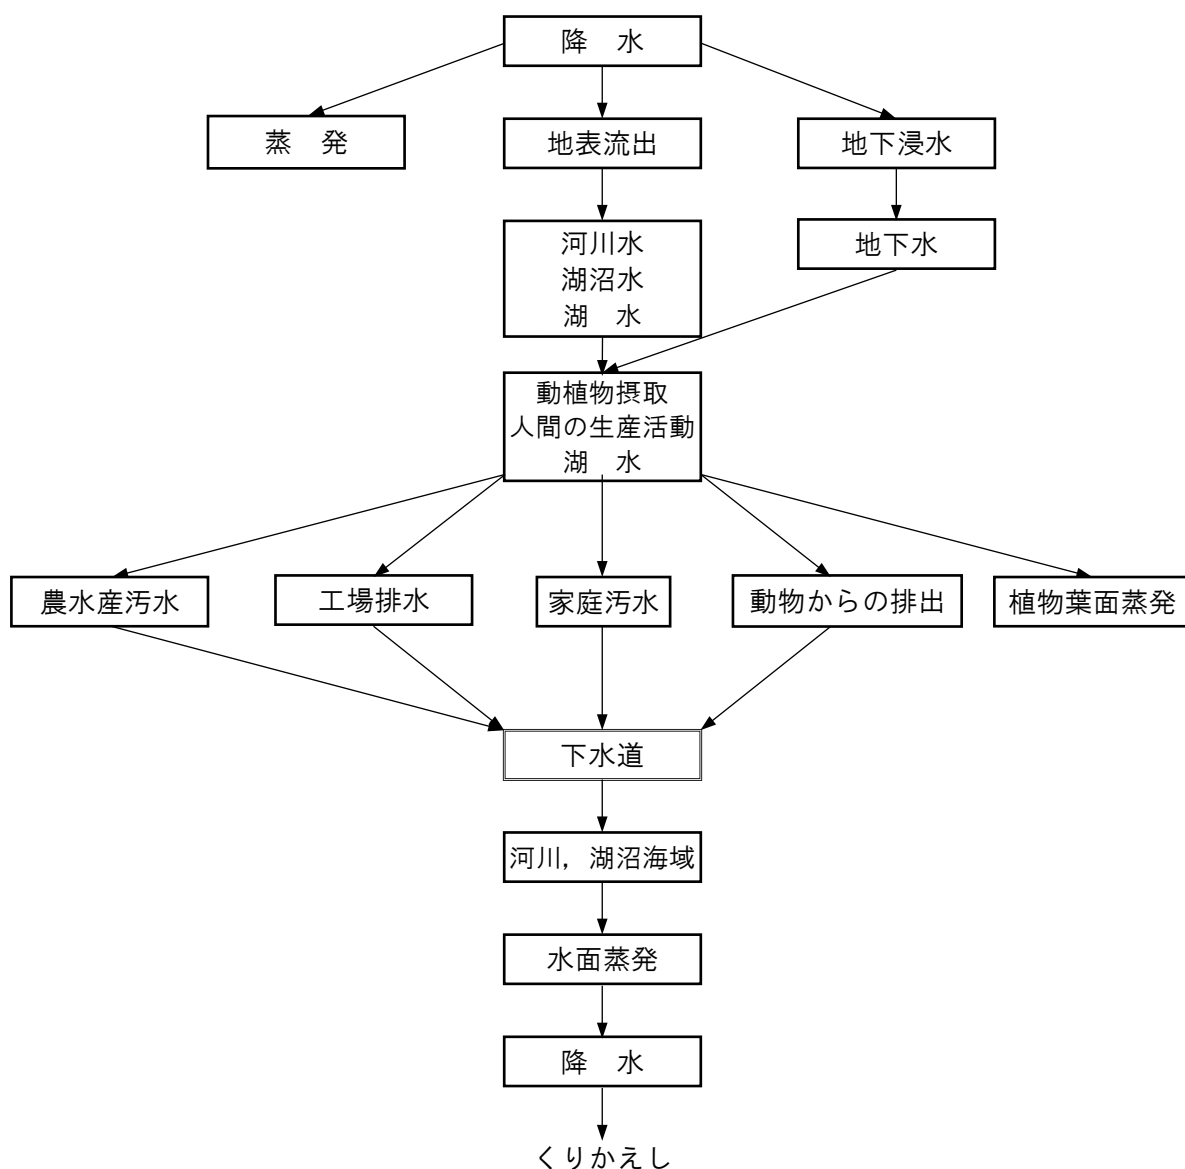 降　水
蒸　発
地表流出
地下浸水
河川水
湖沼水
湖　水
地下水
動植物摂取
人間の生産活動
湖　水
農水産汚水
工場排水
家庭汚水
動物からの排出
植物葉面蒸発
下水道
河川，湖沼海域
水面蒸発
降　水
くりかえし